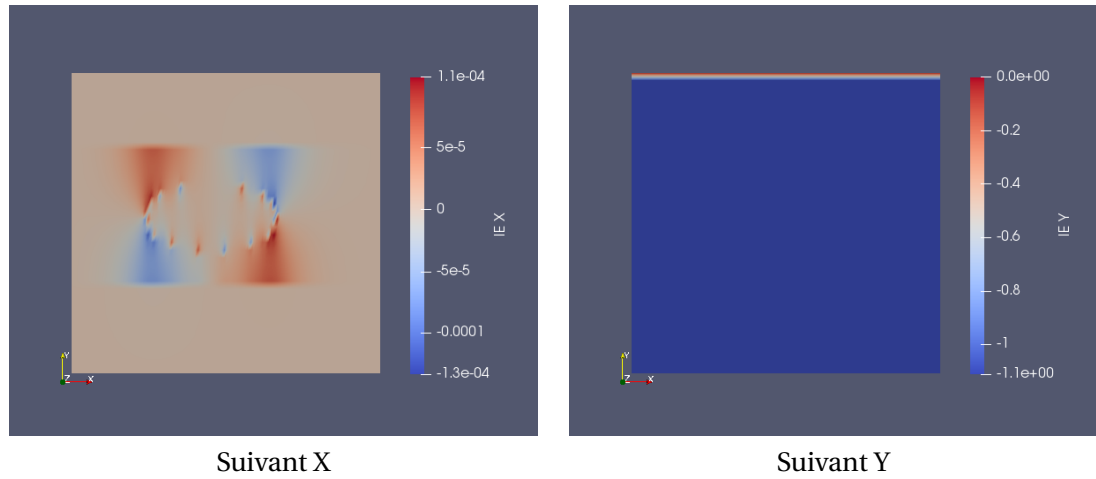 1.1e-04
5e-5
0
-5e-5
-0.0001
-1.3e-04
IE X
Y
Z
X
Suivant X
0.0e+00
-0.2
-0.4
-0.6
-0.8
-1
-1.1e+00
IE Y
Y
Z
X
Suivant Y